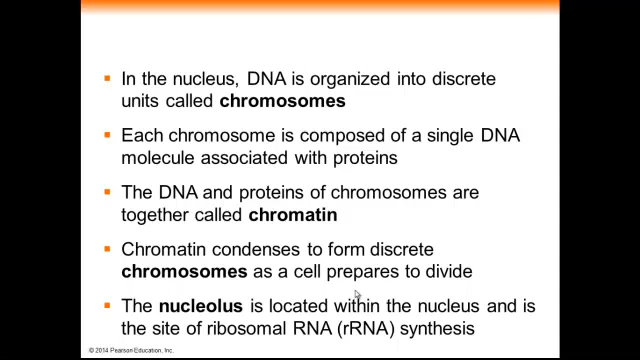 In the nucleus, DNA is organized into discrete
units called chromosomes
Each chromosome is composed of a single DNA
molecule associated with proteins
The DNA and proteins of chromosomes are
together called chromatin
Chromatin condenses to form discrete
chromosomes as a cell prepares to divide
The nucleolus is located within the nucleus and is
the site of ribosomal RNA (rRNA) synthesis
© 2014 Pearson Education, Inc.